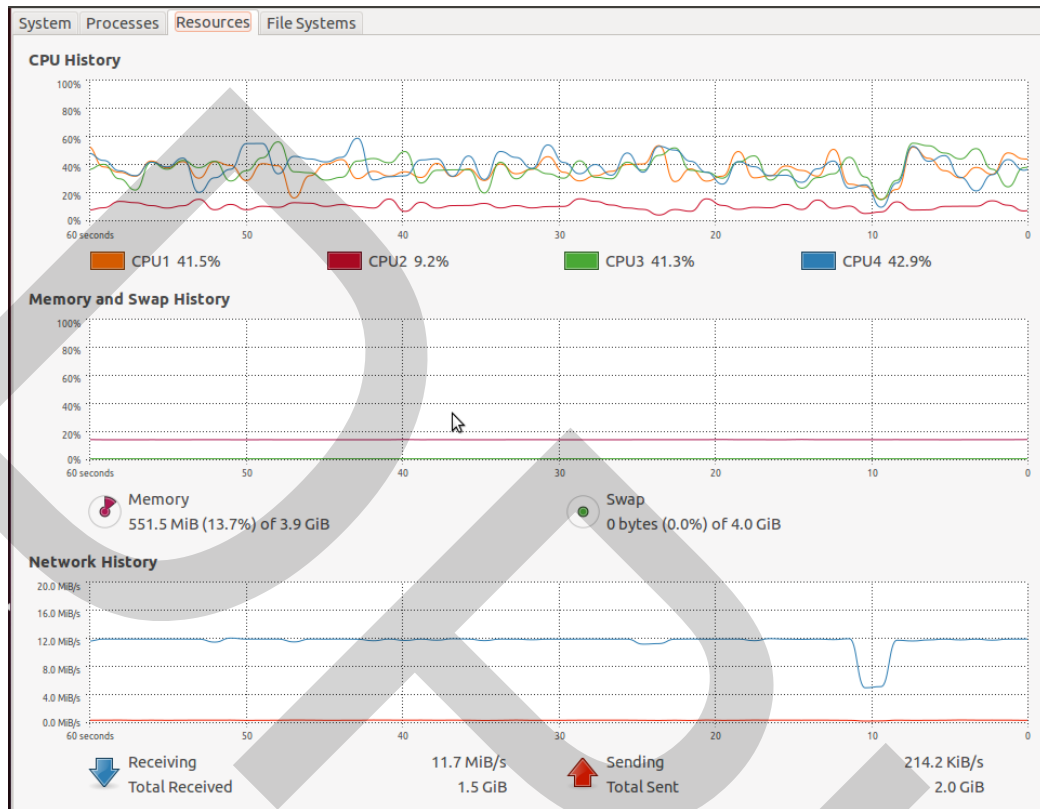 System Processes Resources File Systems
CPU History
100%
80%
60%
40%
20%
0%
60 seconds 50 40 30 20 10 0
CPU1 41.5% CPU2 9.2% CPU3 41.3% CPU4 42.9%
Memory and Swap History
100%
80%
60%
40%
20%
0%
60 seconds 50 40 30 20 10 0
Memory Swap
551.5 MiB (13.7%) of 3.9 GiB 0 bytes (0.0%) of 4.0 GiB
Network History
20.0 MiB/s
16.0 MiB/s
12.0 MiB/s
8.0 MiB/s
4.0 MiB/s
0.0 MiB/s
60 seconds 50 40 30 20 10 0
Receiving 11.7 MiB/s Sending 214.2 KiB/s
Total Received 1.5 GiB Total Sent 2.0 GiB